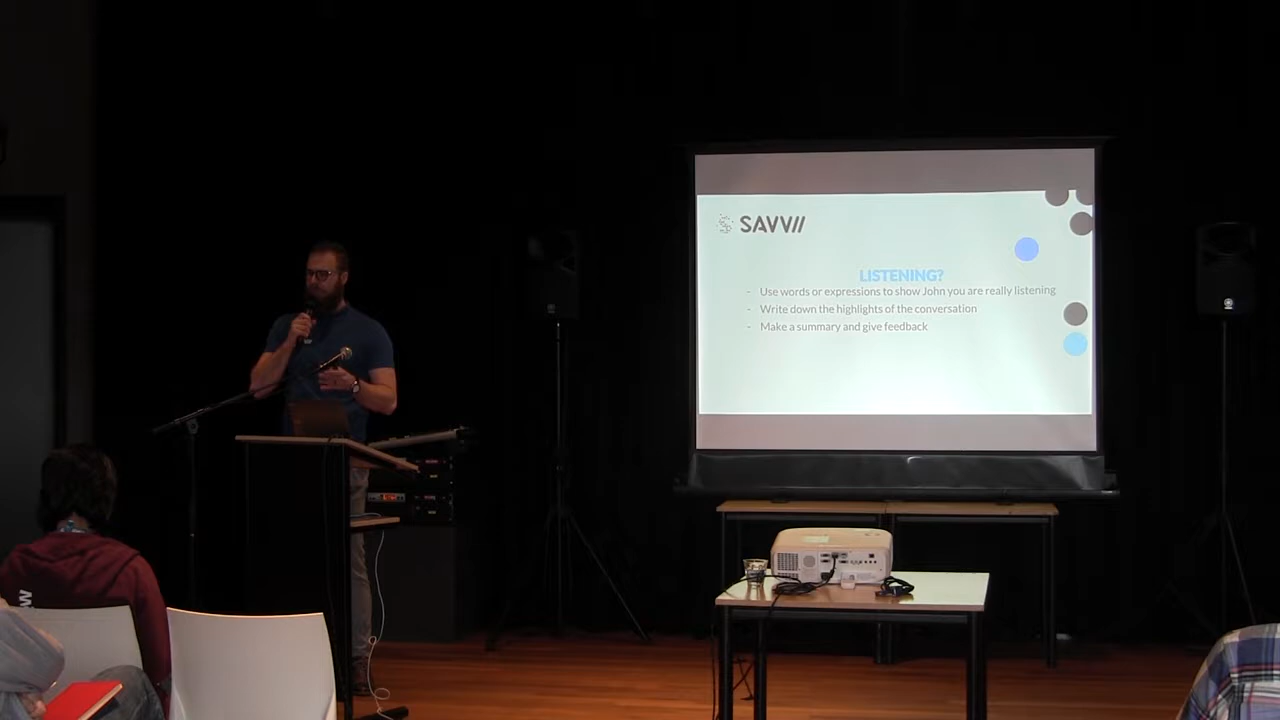 SAVVII
LISTENING?
- Use words or expressions to show John you are really listening
- Write down the highlights of the conversation
- Make a summary and give feedback